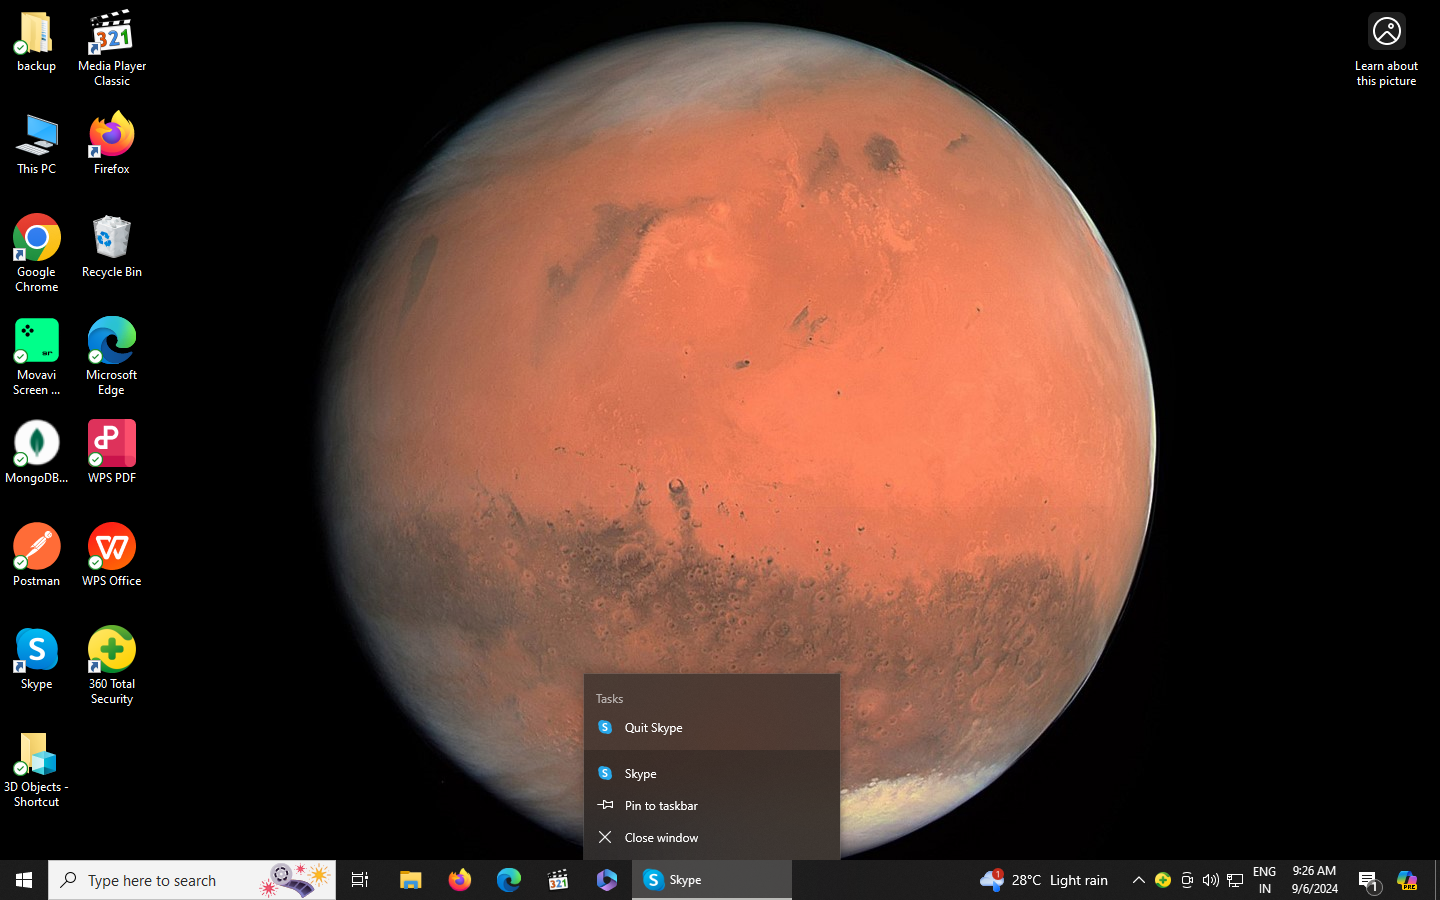 backup
Media Player
Classic
This PC
Firefox
Google
Chrome
Recycle Bin
Movavi
Screen ...
Microsoft
Edge
MongoDB...
WPS PDF
Postman
WPS Office
Skype
360 Total
Security
3D Objects -
Shortcut
Learn about
this picture
Tasks
Quit Skype
Skype
Pin to taskbar
Close window
Type here to search
321
Skype
1
28°C Light rain
ENG
IN
9:26 AM
9/6/2024
1
PRE